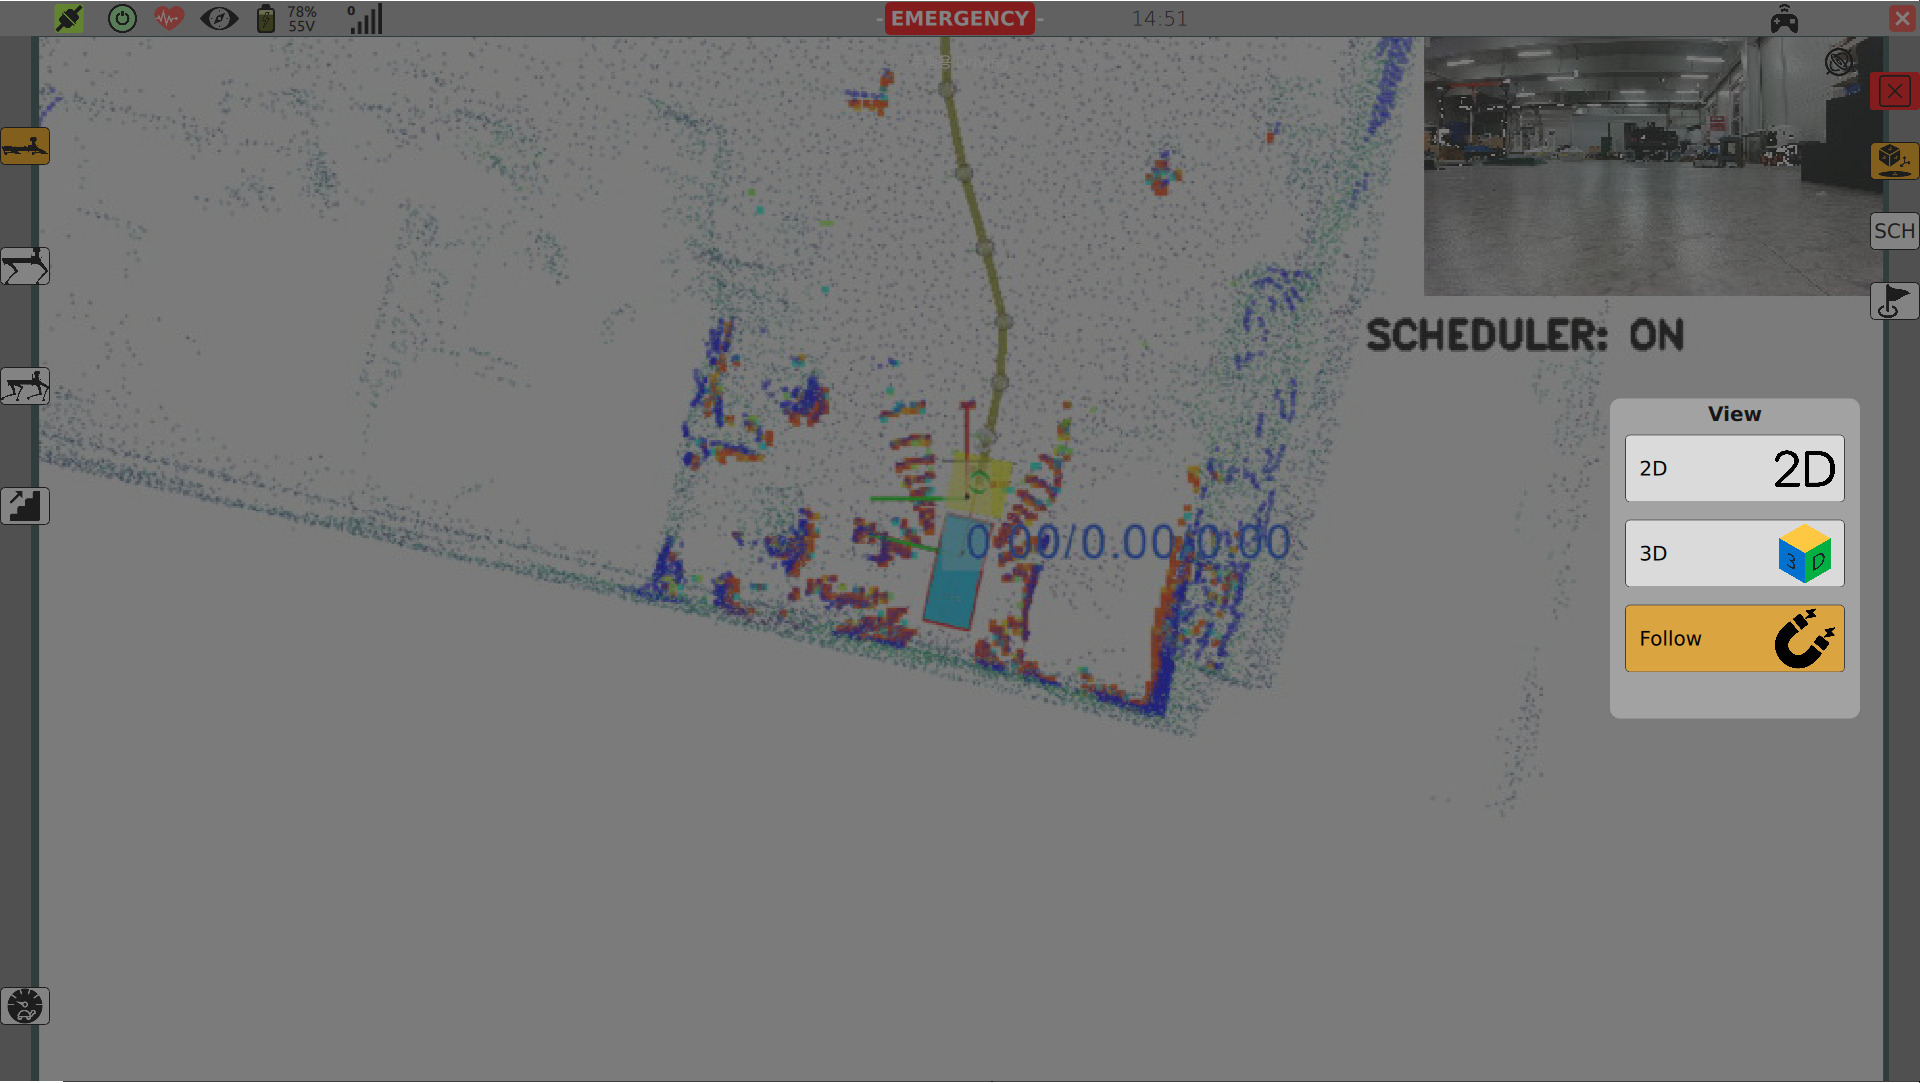 78%
55V
0
EMERGENCY
14:51
SCH
SCHEDULER: ON
0.00/0.00 0.00
View
2D 2D
3D 3 D
Follow